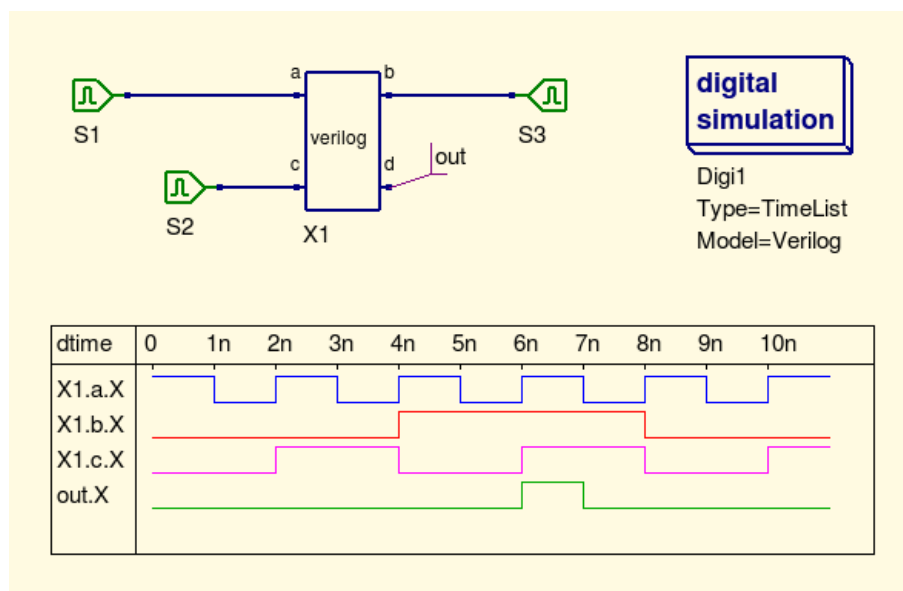 a
b
S1
verilog
S3
c
d
out
S2
X1
digital
simulation
Digi1
Type=TimeList
Model=Verilog
dtime 0 1n 2n 3n 4n 5n 6n 7n 8n 9n 10n
X1.a.X
X1.b.X
X1.c.X
out.X